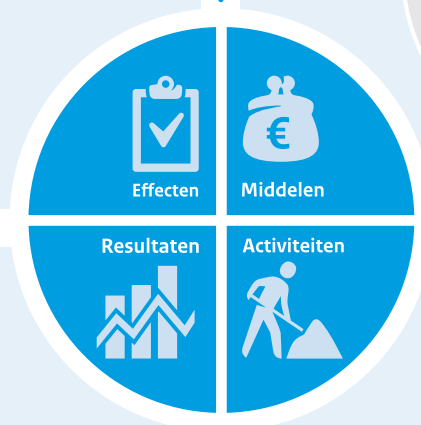 Effecten
Middelen
€
Resultaten
Activiteiten